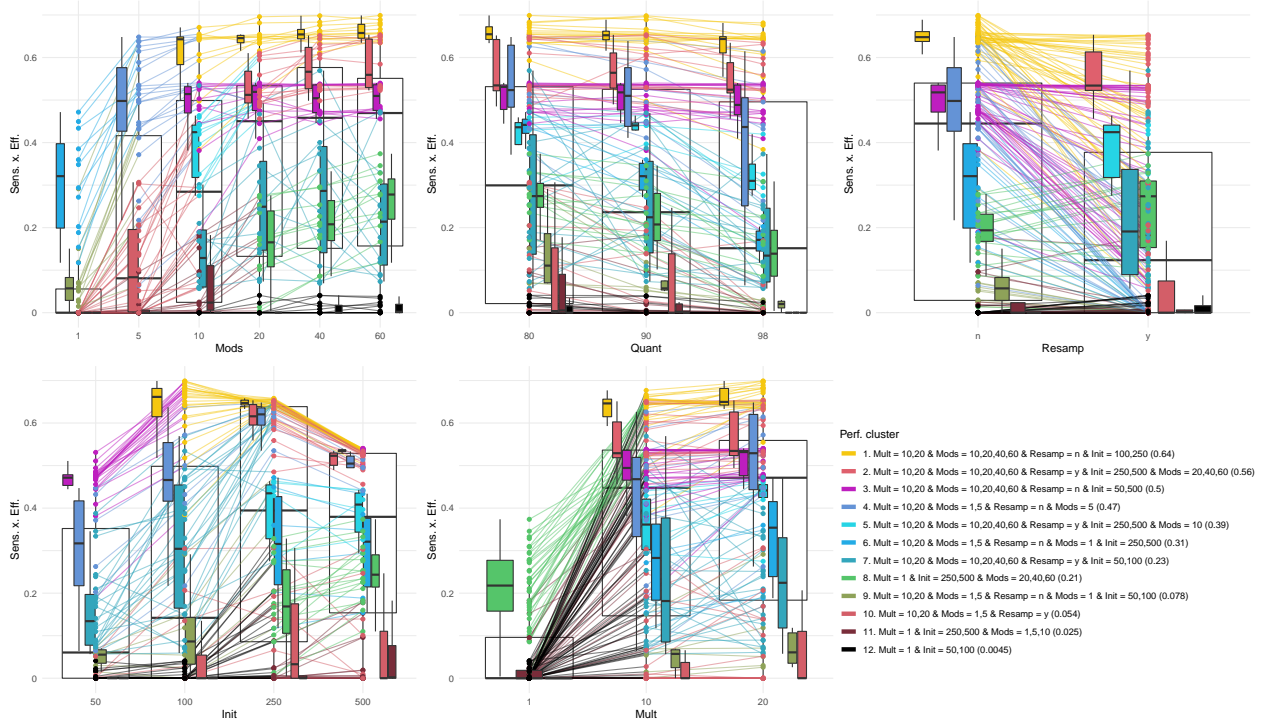 Sens. x. Eff.
0.6
0.4
0.2
0
1
5
10
20
40
60
Mods
Sens. x. Eff.
0.6
0.4
0.2
0
80
90
98
Quant
Sens. x. Eff.
0.6
0.4
0.2
0
n
y
Resamp
Sens. x. Eff.
0.6
0.4
0.2
0
50
100
250
500
Init
Sens. x. Eff.
0.6
0.4
0.2
0
1
10
20
Mult
Perf. cluster
1. Mult = 10,20 & Mods = 10,20,40,60 & Resamp = n & Init = 100,250 (0.64)
2. Mult = 10,20 & Mods = 10,20,40,60 & Resamp = y & Init = 250,500 & Mods = 20,40,60 (0.56)
3. Mult = 10,20 & Mods = 10,20,40,60 & Resamp = n & Init = 50,500 (0.5)
4. Mult = 10,20 & Mods = 1,5 & Resamp = n & Mods = 5 (0.47)
5. Mult = 10,20 & Mods = 10,20,40,60 & Resamp = y & Init = 250,500 & Mods = 10 (0.39)
6. Mult = 10,20 & Mods = 1,5 & Resamp = n & Mods = 1 & Init = 250,500 (0.31)
7. Mult = 10,20 & Mods = 10,20,40,60 & Resamp = y & Init = 50,100 (0.23)
8. Mult = 1 & Init = 250,500 & Mods = 20,40,60 (0.21)
9. Mult = 10,20 & Mods = 1,5 & Resamp = n & Mods = 1 & Init = 50,100 (0.078)
10. Mult = 10,20 & Mods = 1,5 & Resamp = y (0.054)
11. Mult = 1 & Init = 250,500 & Mods = 1,5,10 (0.025)
12. Mult = 1 & Init = 50,100 (0.0045)